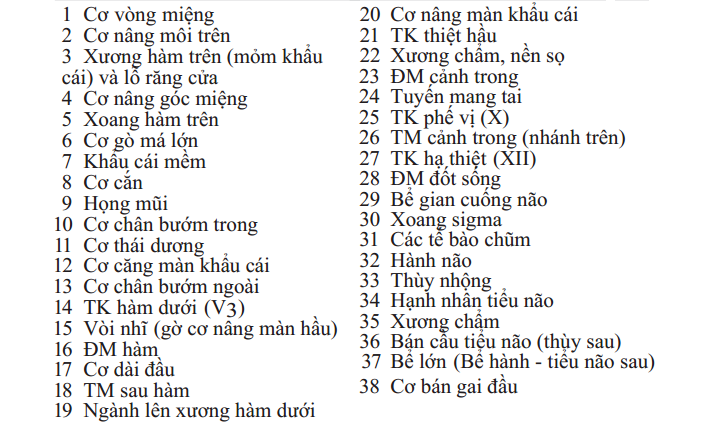 1 Cơ vòng miệng
2 Cơ nâng môi trên
3 Xương hàm trên (mỏm khẩu
cái) và lỗ răng cửa
4 Cơ nâng góc miệng
5 Xoang hàm trên
6 Cơ gò má lớn
7 Khẩu cái mềm
8 Cơ cắn
9 Họng mũi
10 Cơ chân bướm trong
11 Cơ thái dương
12 Cơ căng màn khẩu cái
13 Cơ chân bướm ngoài
14 TK hàm dưới (V3)
15 Vòi nhĩ (gờ cơ nâng màn hầu)
16 ĐM hàm
17 Cơ dài đầu
18 TM sau hàm
19 Ngành lên xương hàm dưới
20 Cơ nâng màn khẩu cái
21 TK thiệt hầu
22 Xương chẩm, nền sọ
23 ĐM cảnh trong
24 Tuyến mang tai
25 TK phế vị (X)
26 TM cảnh trong (nhánh trên)
27 TK hạ thiệt (XII)
28 ĐM đốt sống
29 Bể gian cuống não
30 Xoang sigma
31 Các tế bào chũm
32 Hành não
33 Thùy nhộng
34 Hạnh nhân tiểu não
35 Xương chẩm
36 Bán cầu tiểu não (thùy sau)
37 Bể lớn (Bể hành - tiểu não sau)
38 Cơ bán gai đầu